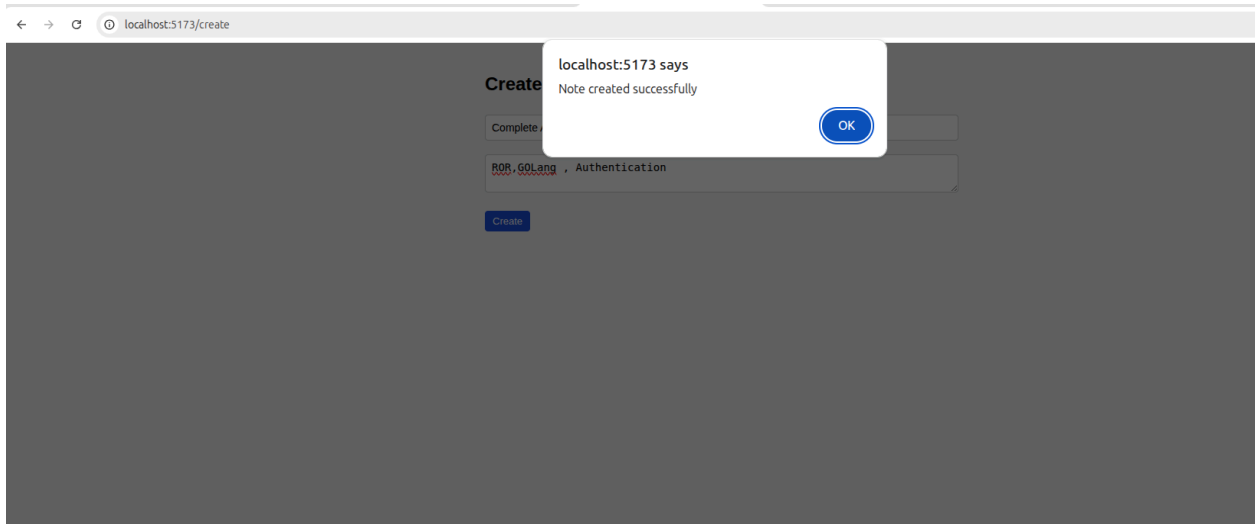 localhost:5173/create
localhost:5173 says
Note created successfully
OK
Create
Complete
ROR,GOLang , Authentication
Create